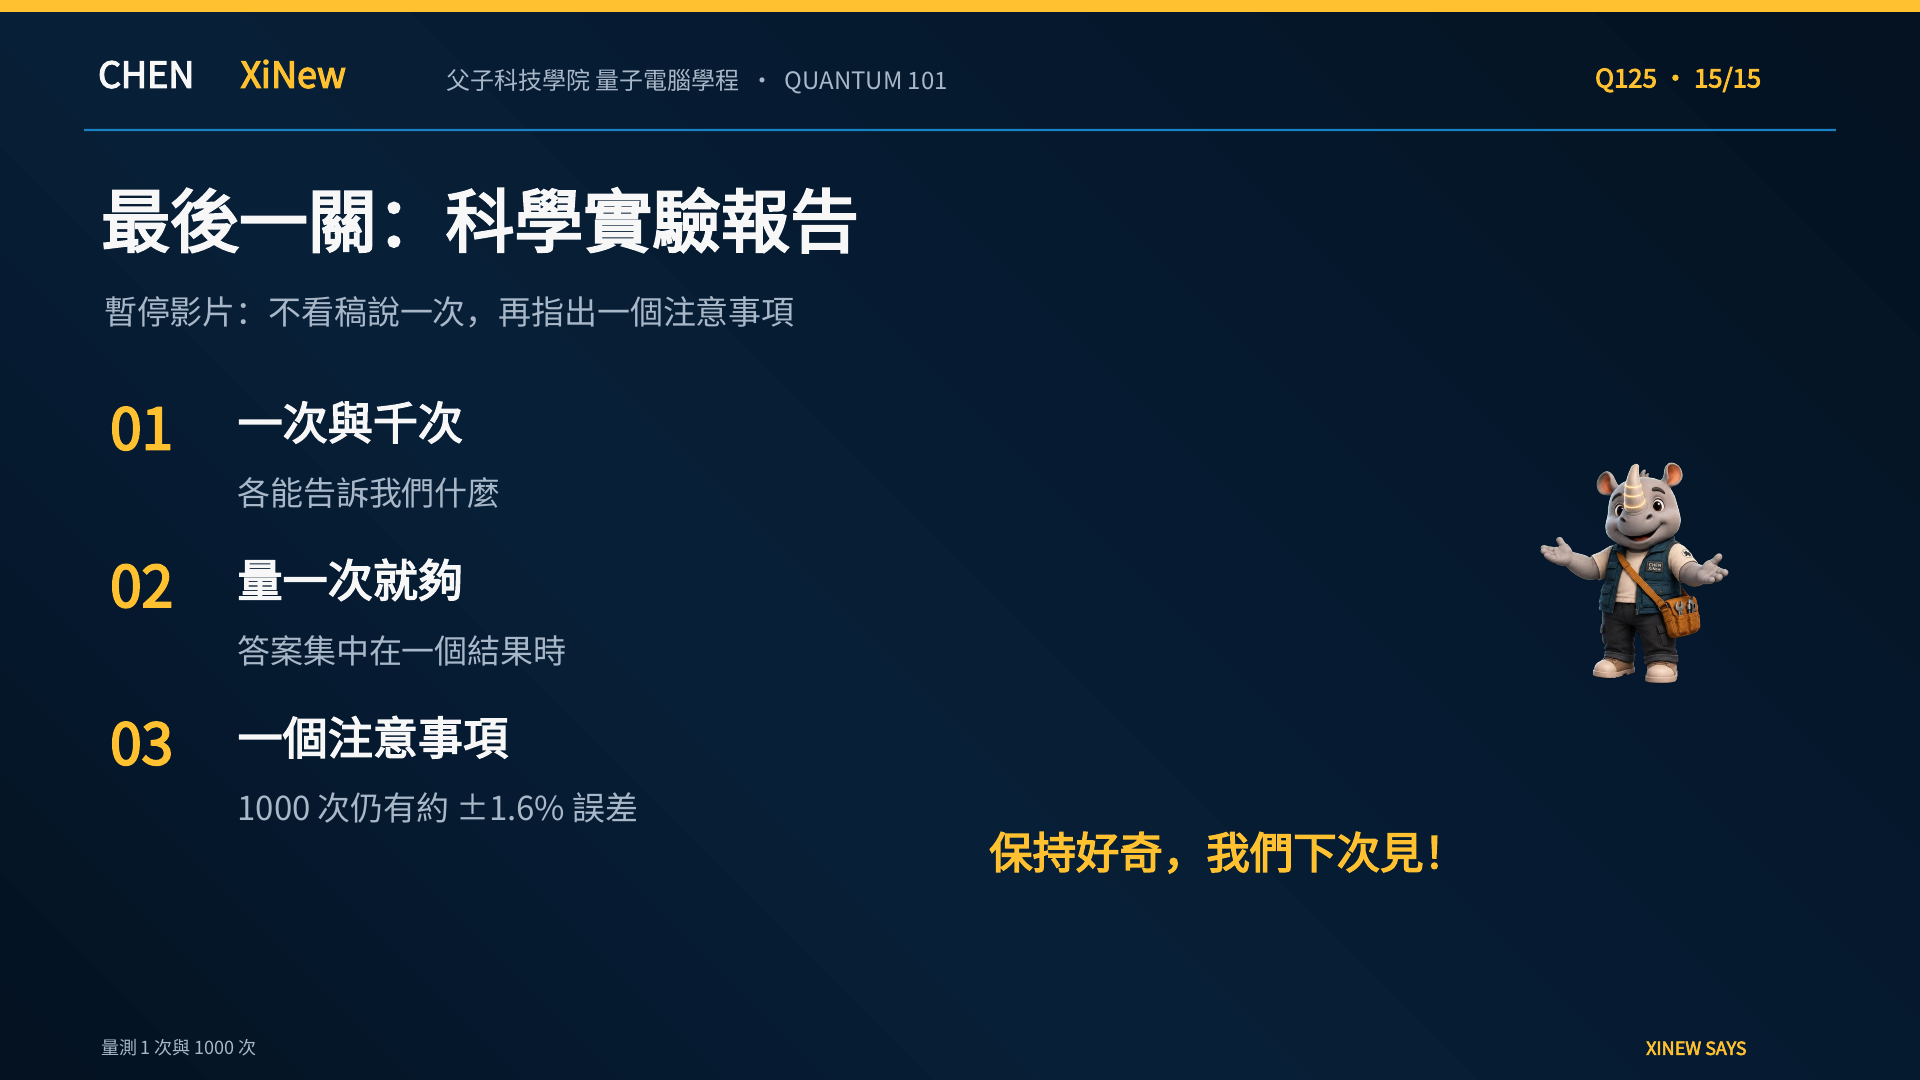 CHEN XiNew 父子科技學院 量子電腦學程 • QUANTUM 101 Q125 • 15/15
最後一關：科學實驗報告
暫停影片：不看稿說一次，再指出一個注意事項
01 一次與千次
各能告訴我們什麼
02 量一次就夠
答案集中在一個結果時
03 一個注意事項
1000 次仍有約 ±1.6% 誤差
保持好奇，我們下次見！
量測 1 次與 1000 次 XINEW SAYS